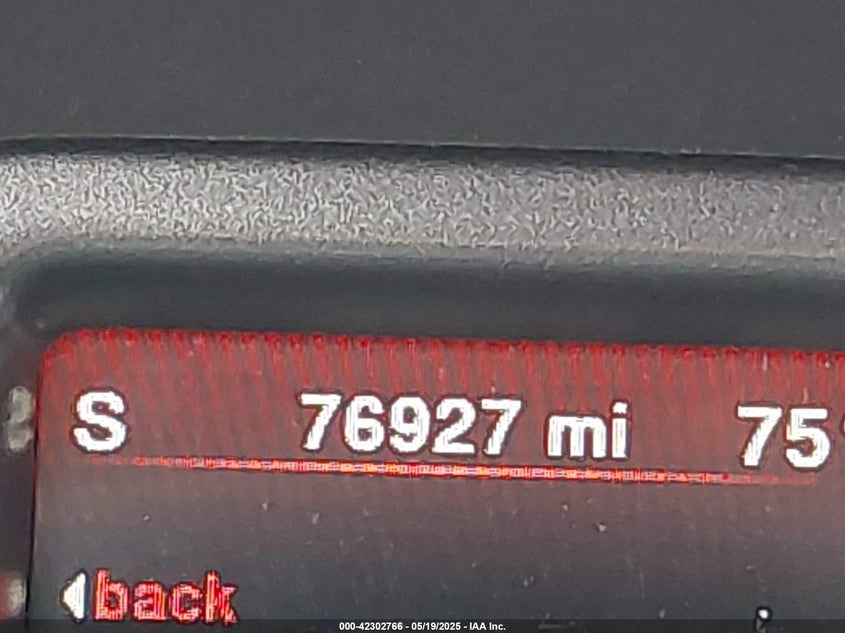 S 76927 mi 75°
back
000-42302766 - 05/19/2025 - IAA Inc.